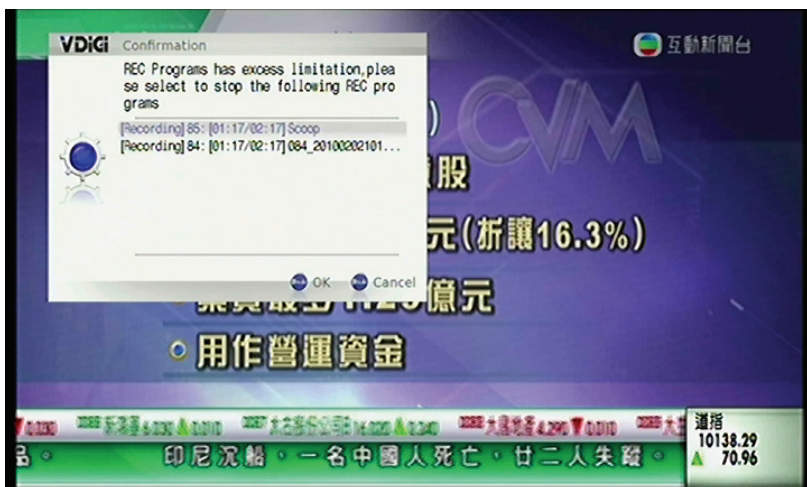 VDiGi Confirmation
REC Programs has excess limitation,plea
se select to stop the following REC pro
grams
[Recording] 85: [01:17/02:17] Scoop
[Recording] 84: [01:17/02:17] 084_20100202101...
OK Cancel
互動新聞台
CVM
)
股
元(折讓16.3%)
億元
用作營運資金
道指
10138.29
▲ 70.96
品。 印尼沉船,一名中國人死亡,廿二人失蹤。